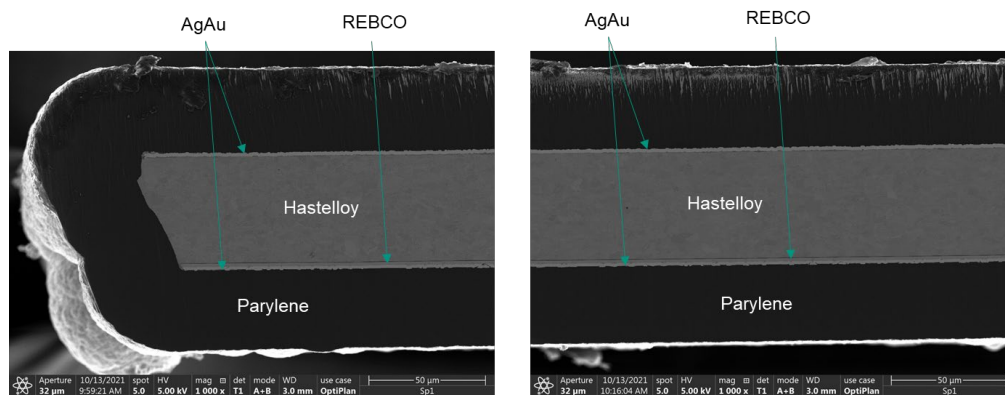 AgAu
REBCO
Hastelloy
Parylene
Aperture 10/13/2021 spot HV mag det mode WD use case
32 µm 9:59:21 AM 5.0 5.00 kV 1 000 x T1 A+B 3.0 mm OptiPlan
50 µm
Sp1
AgAu
REBCO
Hastelloy
Parylene
Aperture 10/13/2021 spot HV mag det mode WD use case
32 µm 10:16:04 AM 5.0 5.00 kV 1 000 x T1 A+B 3.0 mm OptiPlan
50 µm
Sp1